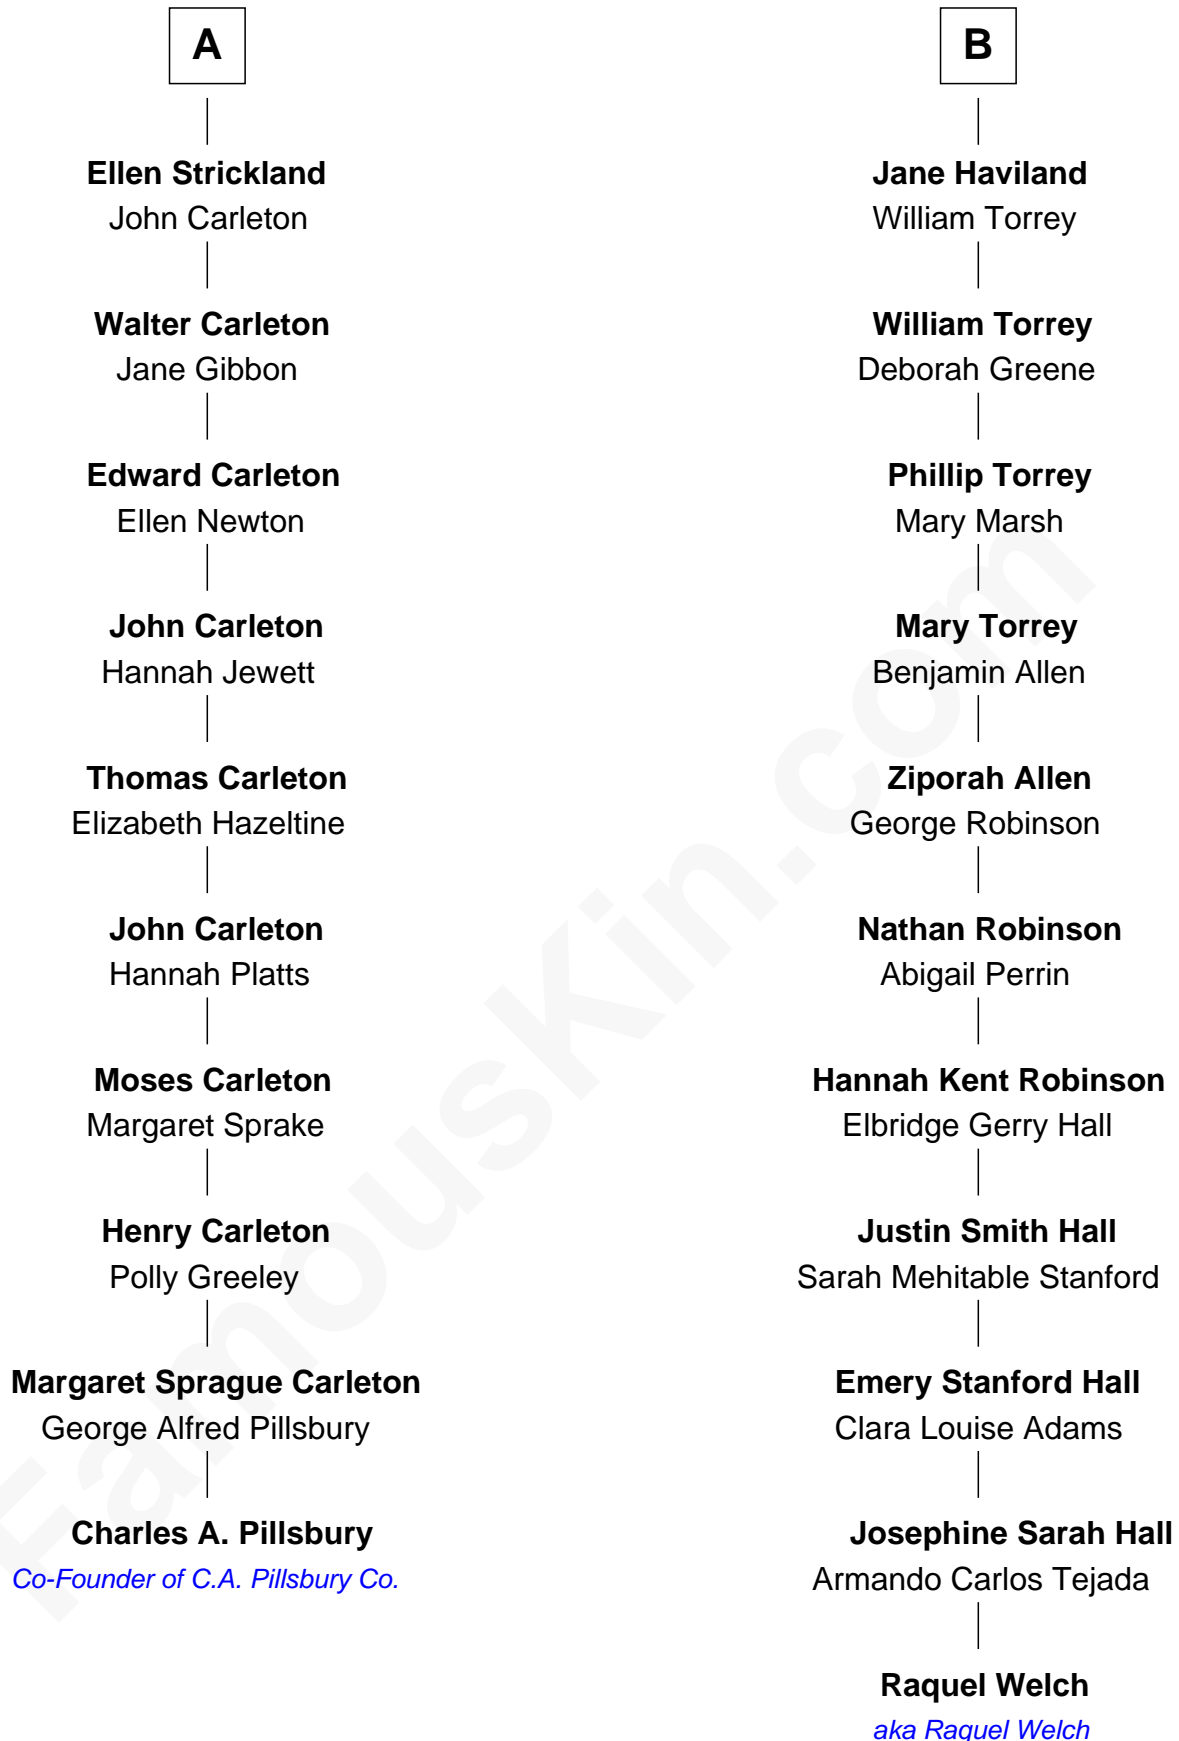 A
Ellen Strickland
John Carleton
Walter Carleton
Jane Gibbon
Edward Carleton
Ellen Newton
John Carleton
Hannah Jewett
Thomas Carleton
Elizabeth Hazeltine
John Carleton
Hannah Platts
Moses Carleton
Margaret Sprake
Henry Carleton
Polly Greeley
Margaret Sprague Carleton
George Alfred Pillsbury
Charles A. Pillsbury
Co-Founder of C.A. Pillsbury Co.
B
Jane Haviland
William Torrey
William Torrey
Deborah Greene
Phillip Torrey
Mary Marsh
Mary Torrey
Benjamin Allen
Ziporah Allen
George Robinson
Nathan Robinson
Abigail Perrin
Hannah Kent Robinson
Elbridge Gerry Hall
Justin Smith Hall
Sarah Mehitable Stanford
Emery Stanford Hall
Clara Louise Adams
Josephine Sarah Hall
Armando Carlos Tejada
Raquel Welch
aka Raquel Welch
FamousKin.com